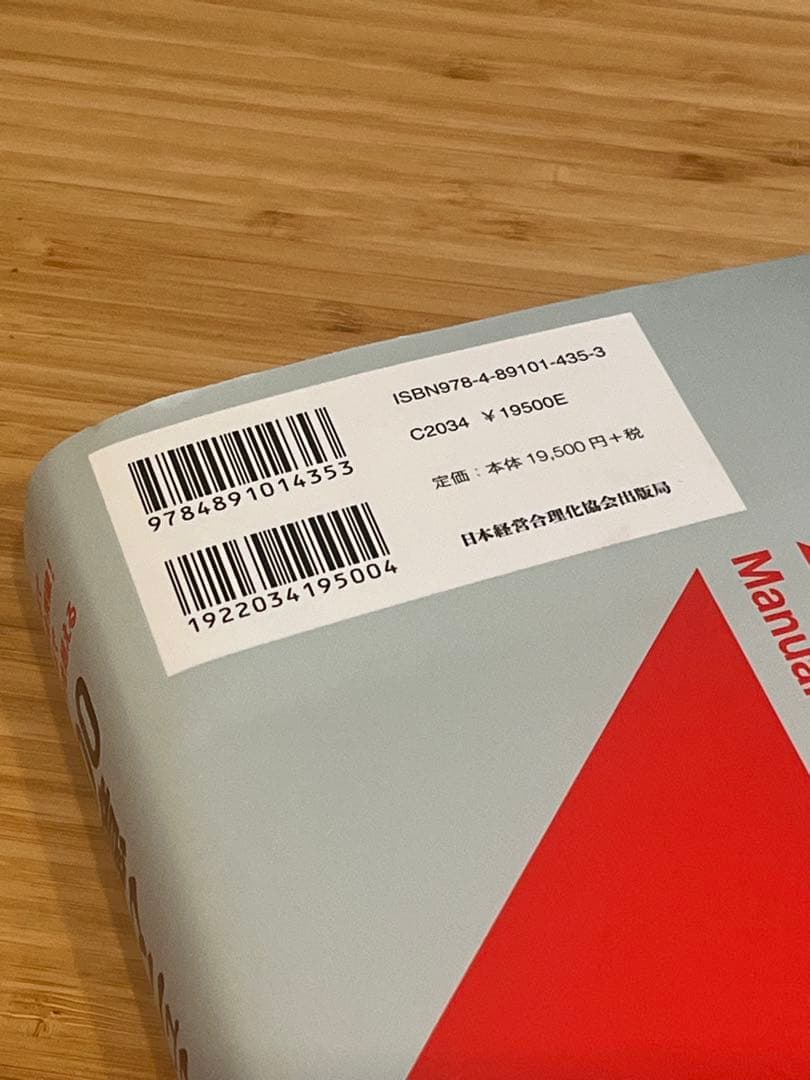 ISBN978-4-89101-435-3
C2034 ¥19500E
定価：本体 19,500 円＋税
日本経営合理化協会出版局
9784891014353
1922034195004
Manual